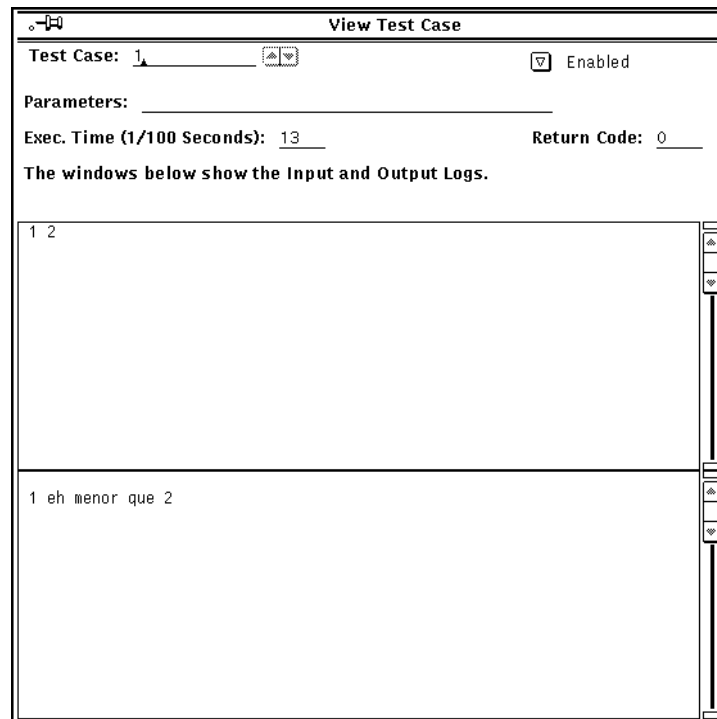 View Test Case
Test Case: 1 Enabled
Parameters:
Exec. Time (1/100 Seconds): 13 Return Code: 0
The windows below show the Input and Output Logs.
1 2
1 eh menor que 2